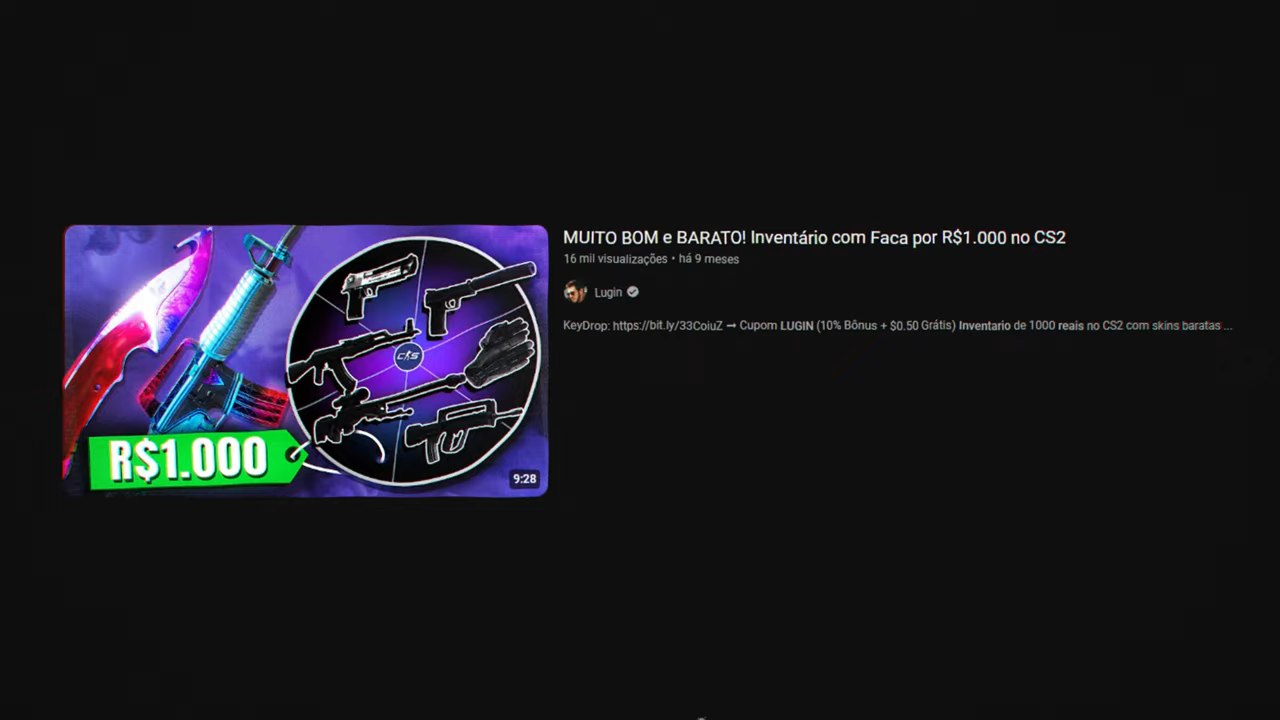 MUITO BOM e BARATO! Inventário com Faca por R$1.000 no CS2
16 mil visualizações • há 9 meses
Lugin
KeyDrop: https://bit.ly/33CoiuZ ➞ Cupom LUGIN (10% Bônus + $0.50 Grátis) Inventario de 1000 reais no CS2 com skins baratas ...
CS
R$1.000
9:28